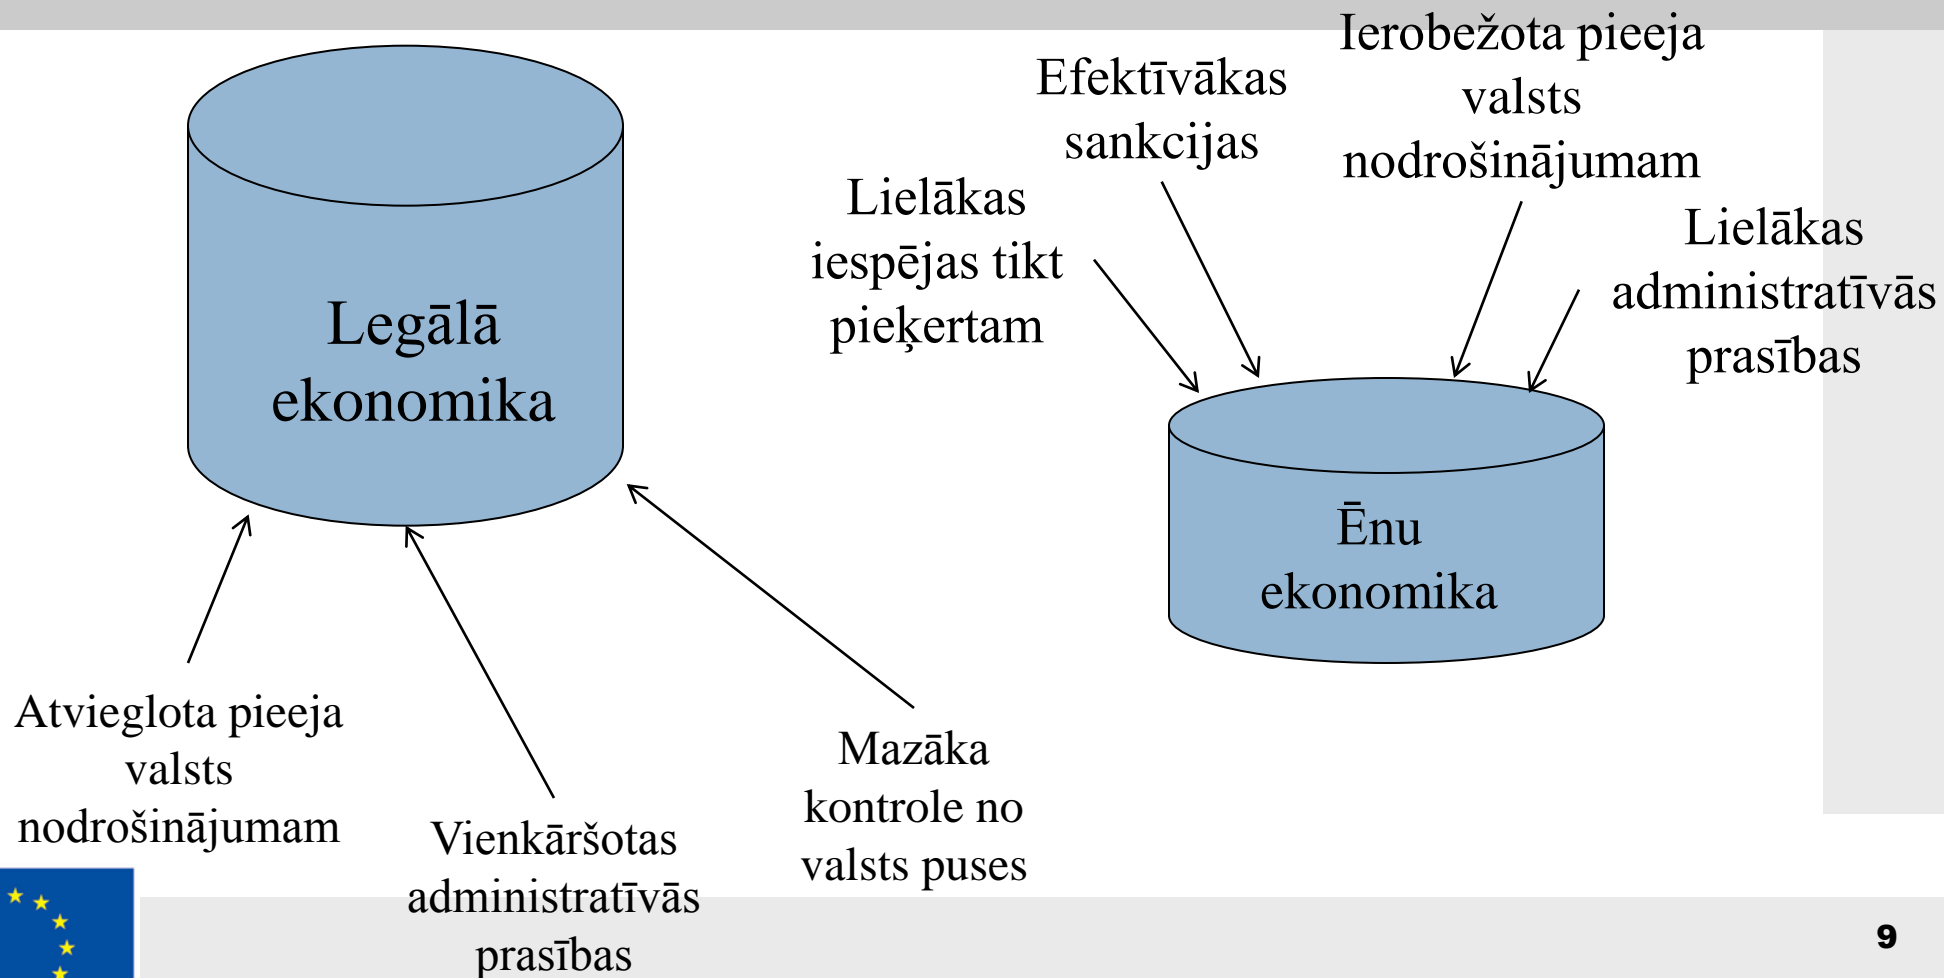 Legālā
ekonomika
Atvieglota pieeja
valsts
nodrošinājumam
Vienkāršotas
administratīvās
prasības
Mazāka
kontrole no
valsts puses
Lielākas
iespējas tikt
pieķertam
Efektīvākas
sankcijas
Ierobežota pieeja
valsts
nodrošinājumam
Lielākas
administratīvās
prasības
Ēnu
ekonomika
9